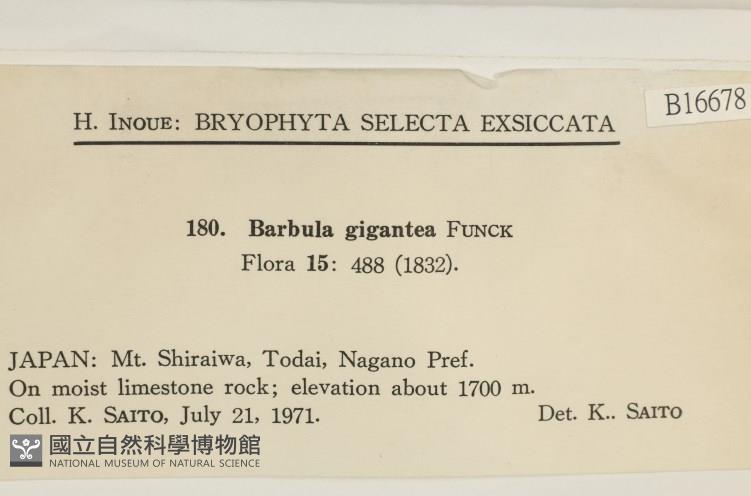 B16678
H. INOUE: BRYOPHYTA SELECTA EXSICCATA
180. Barbula gigantea FUNCK
Flora 15: 488 (1832).
JAPAN: Mt. Shiraiwa, Todai, Nagano Pref.
On moist limestone rock; elevation about 1700 m.
Coll. K. SAITO, July 21, 1971. Det. K.. SAITO
國立自然科學博物館
NATIONAL MUSEUM OF NATURAL SCIENCE